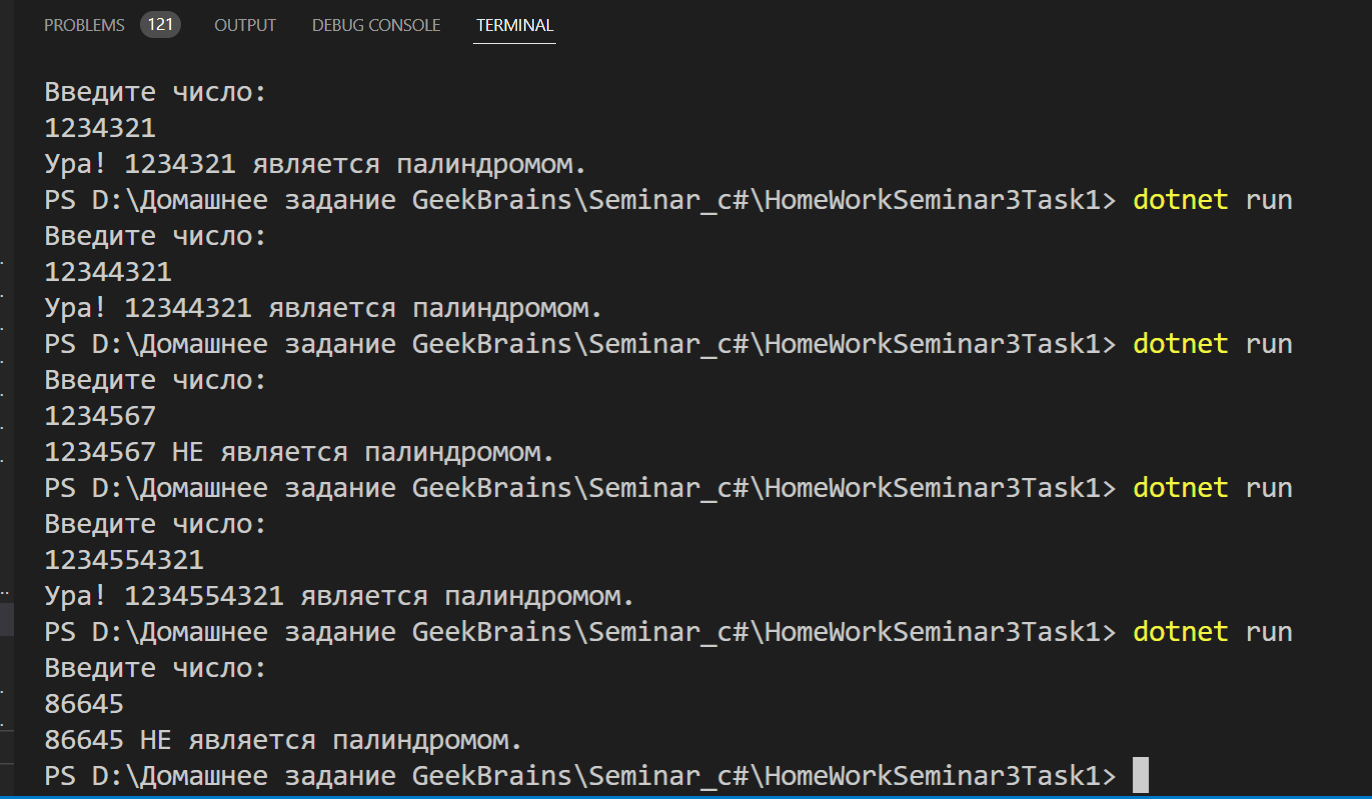 PROBLEMS 121 OUTPUT DEBUG CONSOLE TERMINAL
Введите число:
1234321
Ура! 1234321 является палиндромом.
PS D:\Домашнее задание GeekBrains\Seminar_c#\HomeWorkSeminar3Task1> dotnet run
Введите число:
12344321
Ура! 12344321 является палиндромом.
PS D:\Домашнее задание GeekBrains\Seminar_c#\HomeWorkSeminar3Task1> dotnet run
Введите число:
1234567
1234567 НЕ является палиндромом.
PS D:\Домашнее задание GeekBrains\Seminar_c#\HomeWorkSeminar3Task1> dotnet run
Введите число:
1234554321
Ура! 1234554321 является палиндромом.
PS D:\Домашнее задание GeekBrains\Seminar_c#\HomeWorkSeminar3Task1> dotnet run
Введите число:
86645
86645 НЕ является палиндромом.
PS D:\Домашнее задание GeekBrains\Seminar_c#\HomeWorkSeminar3Task1>